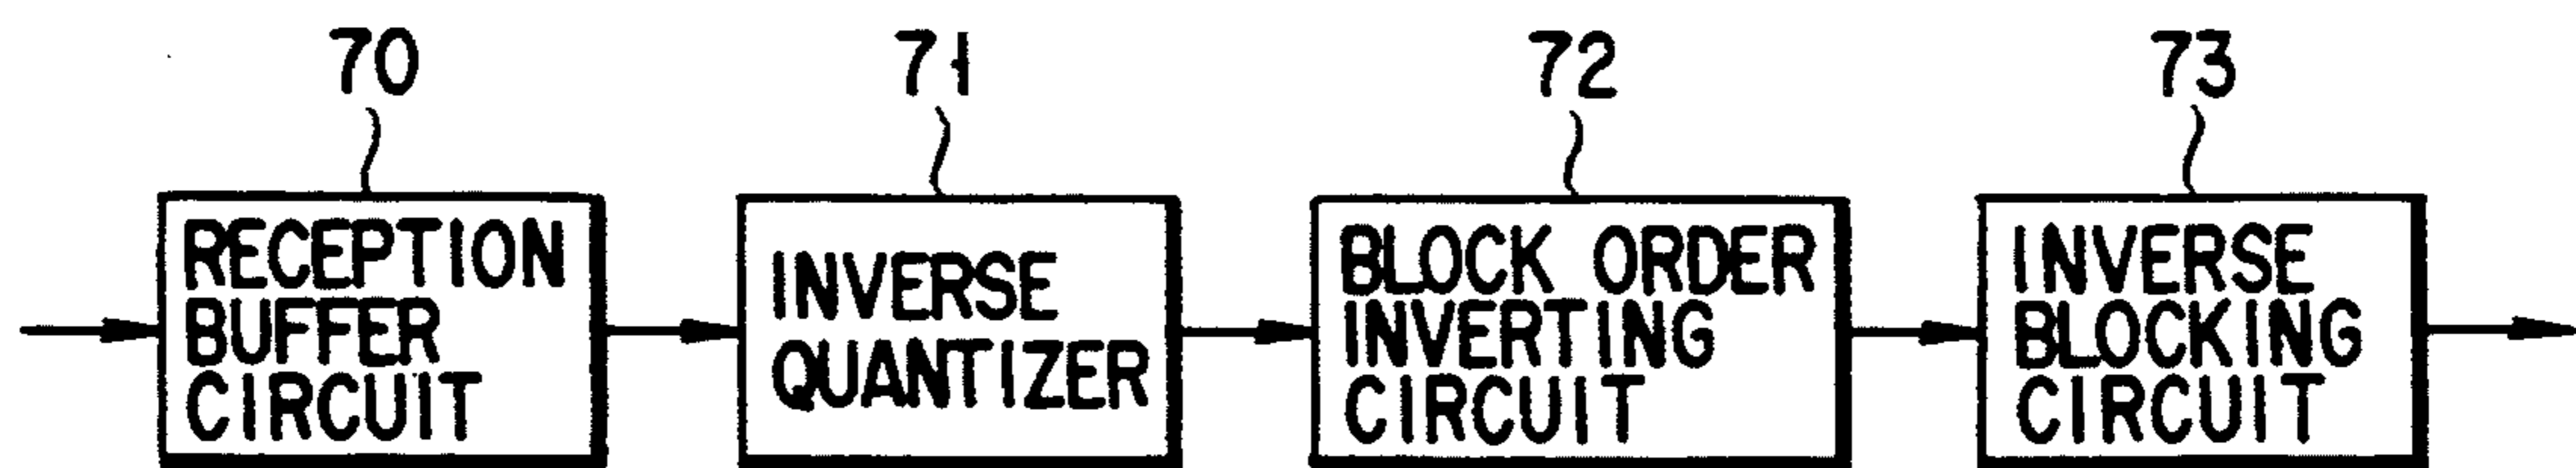 70
71
72
73
RECEPTION
BUFFER
CIRCUIT
INVERSE
QUANTIZER
BLOCK ORDER
INVERTING
CIRCUIT
INVERSE
BLOCKING
CIRCUIT